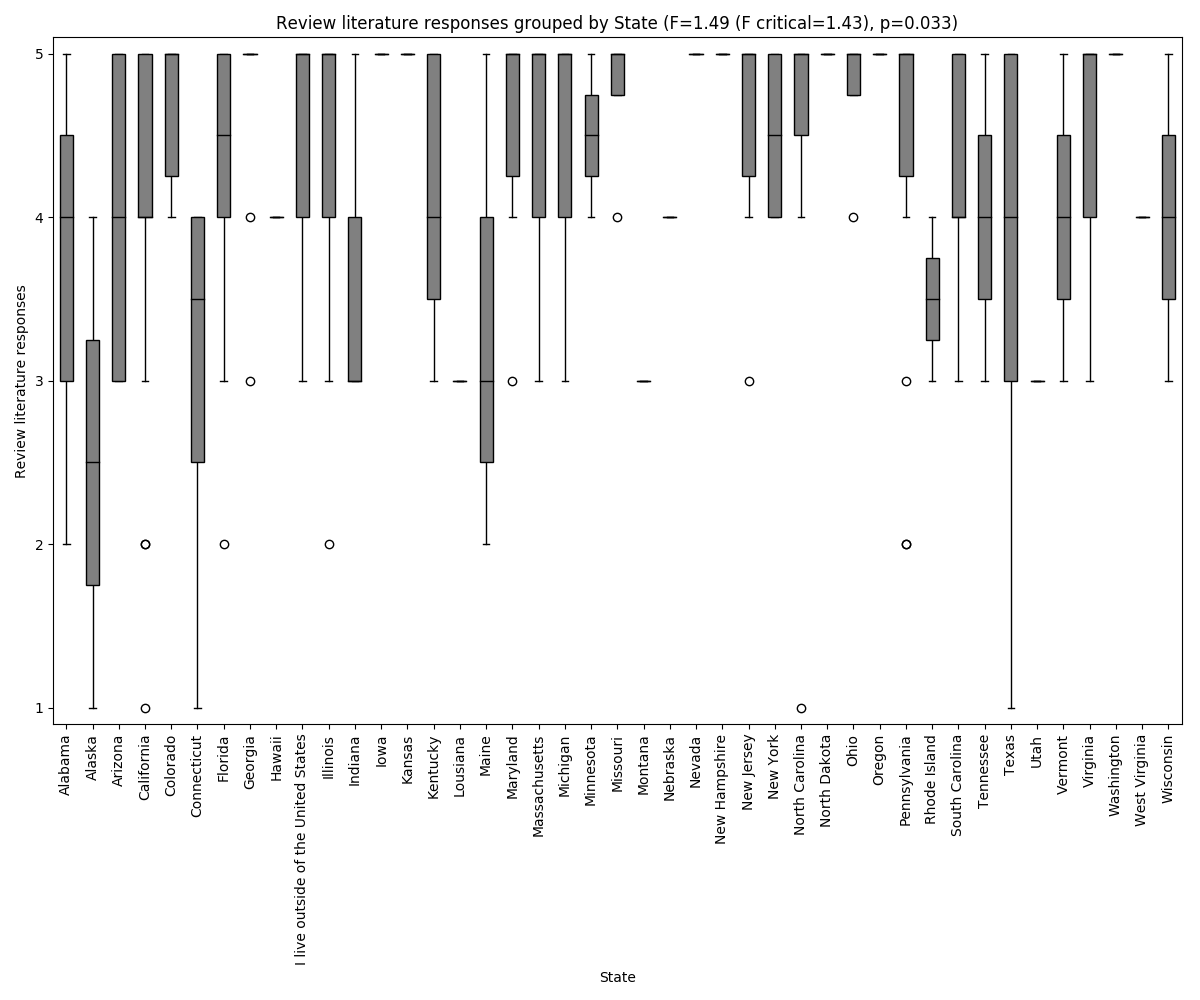 Review literature responses grouped by State (F=1.49 (F critical=1.43), p=0.033)
Review literature responses
5
4
3
2
1
Alabama
Alaska
Arizona
California
Colorado
Connecticut
Florida
Georgia
Hawaii
I live outside of the United States
Illinois
Indiana
Iowa
Kansas
Kentucky
Lousiana
Maine
Maryland
Massachusetts
Michigan
Minnesota
Missouri
Montana
Nebraska
Nevada
New Hampshire
New Jersey
New York
North Carolina
North Dakota
Ohio
Oregon
Pennsylvania
Rhode Island
South Carolina
Tennessee
Texas
Utah
Vermont
Virginia
Washington
West Virginia
Wisconsin
State